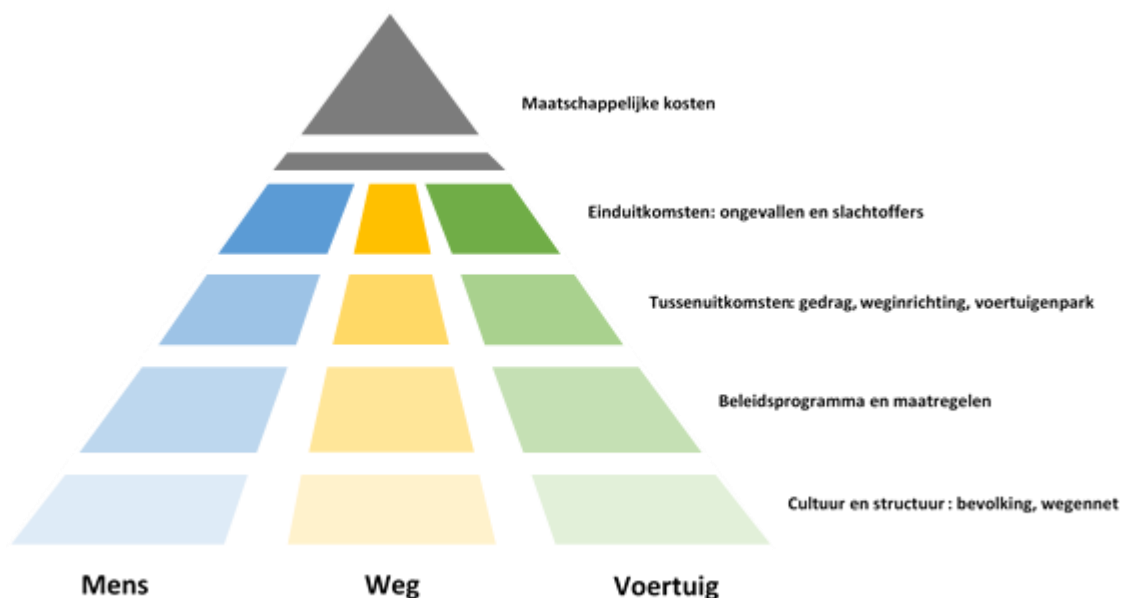 Maatschappelijke kosten
Einduitkomsten: ongevallen en slachtoffers
Tussenuitkomsten: gedrag, weginrichting, voertuigenpark
Beleidsprogramma en maatregelen
Cultuur en structuur : bevolking, wegennet
Mens Weg Voertuig